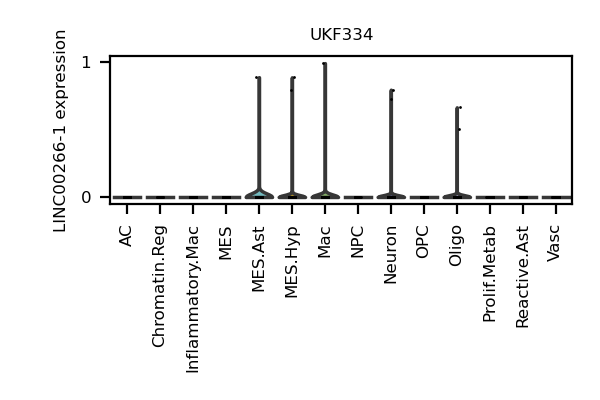 UKF334
LINC00266-1 expression
1
0
AC
Chromatin.Reg
Inflammatory.Mac
MES
MES.Ast
MES.Hyp
Mac
NPC
Neuron
OPC
Oligo
Prolif.Metab
Reactive.Ast
Vasc